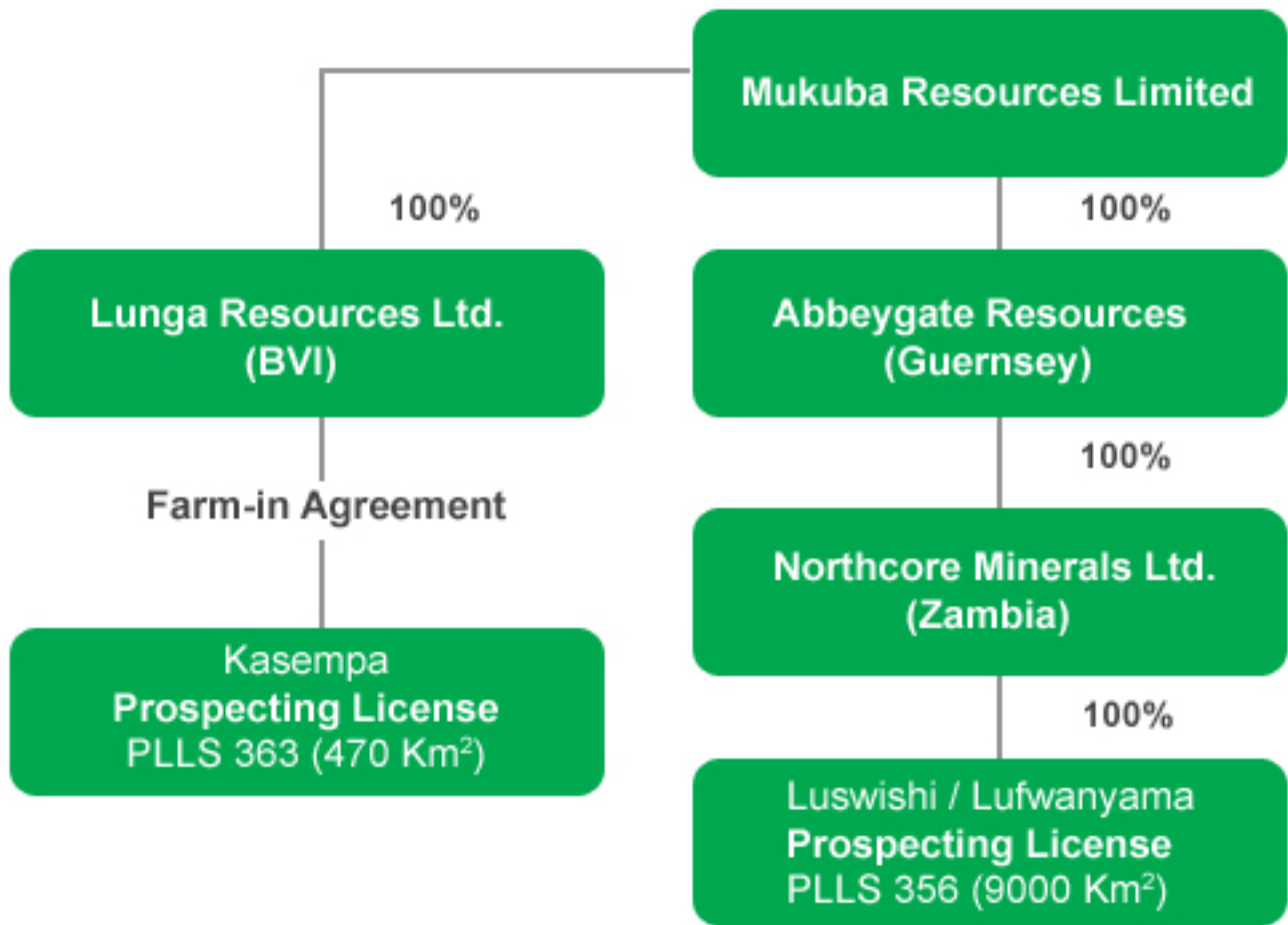 Mukuba Resources Limited
100%
100%
Lunga Resources Ltd.
(BVI)
Abbeygate Resources
(Guernsey)
100%
Farm-in Agreement
Northcore Minerals Ltd.
(Zambia)
Kasempa
Prospecting License
PLLS 363 (470 Km²)
100%
Luswishi / Lufwanyama
Prospecting License
PLLS 356 (9000 Km²)